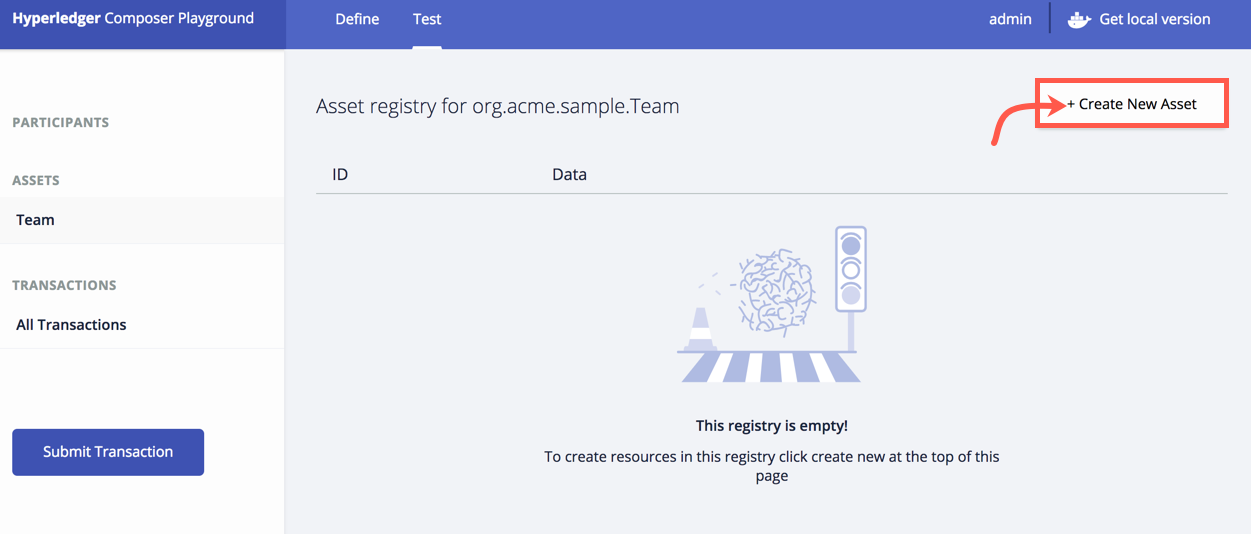 Hyperledger Composer Playground
Define
Test
admin
Get local version
PARTICIPANTS
ASSETS
Team
TRANSACTIONS
All Transactions
Submit Transaction
Asset registry for org.acme.sample.Team
+ Create New Asset
ID
Data
This registry is empty!
To create resources in this registry click create new at the top of this
page